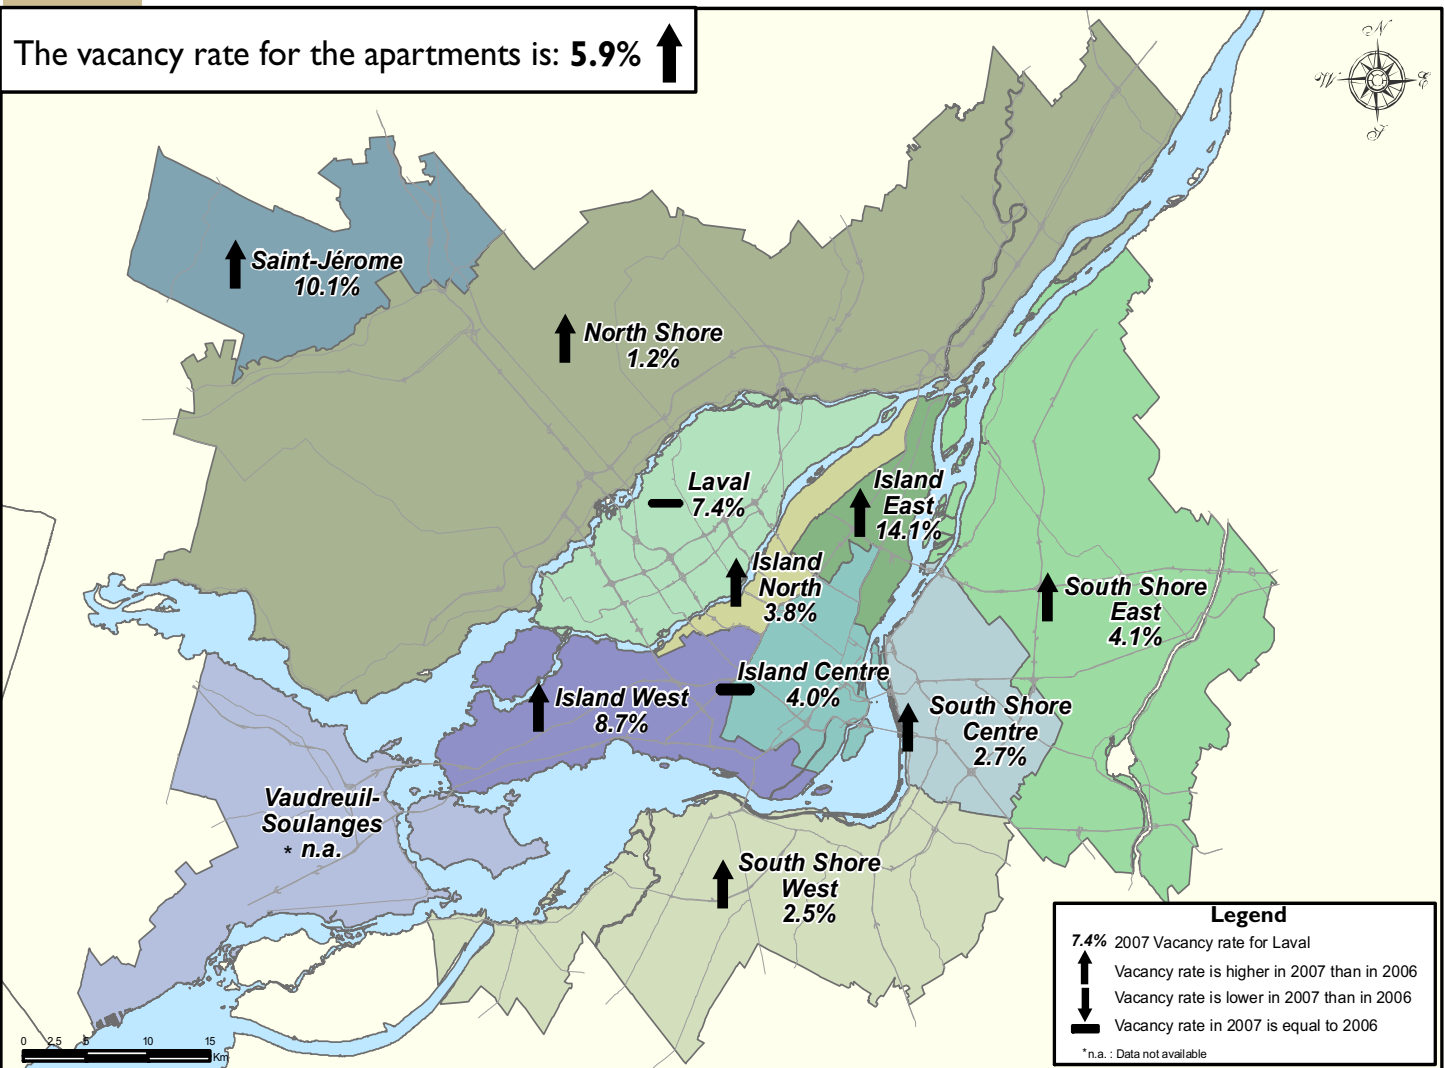 The vacancy rate for the apartments is: 5.9%
N
W
E
S
Saint-Jérome
10.1%
North Shore
1.2%
Laval
7.4%
Island
East
14.1%
Island
North
3.8%
South Shore
East
4.1%
Island Centre
4.0%
Island West
8.7%
South Shore
Centre
2.7%
Vaudreuil-
Soulanges
* n.a.
South Shore
West
2.5%
Legend
7.4% 2007 Vacancy rate for Laval
Vacancy rate is higher in 2007 than in 2006
Vacancy rate is lower in 2007 than in 2006
Vacancy rate in 2007 is equal to 2006
*n.a. : Data not available
0 2.5 5 10 15
Km